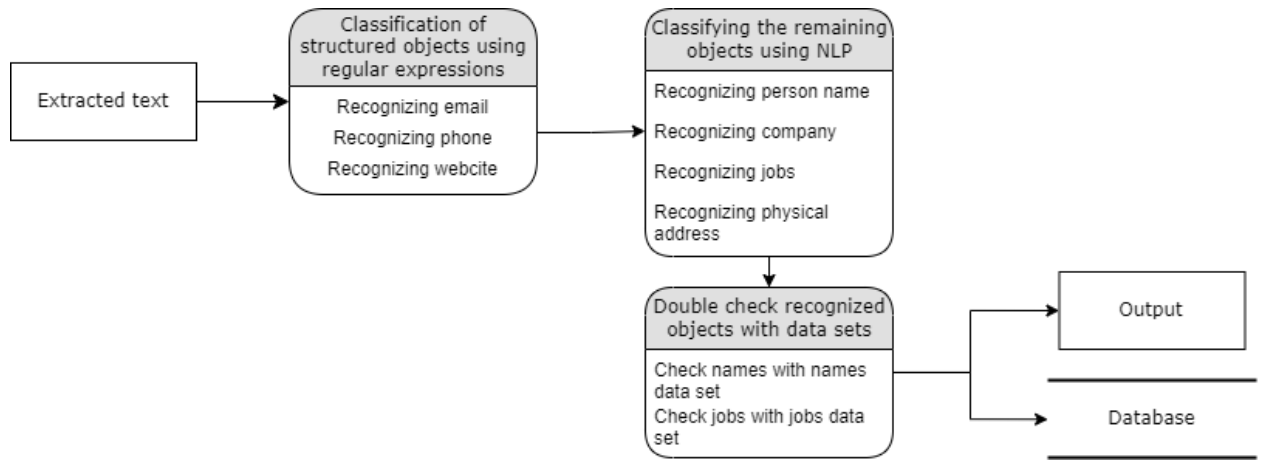 Extracted text
Classification of
structured objects using
regular expressions
Recognizing email
Recognizing phone
Recognizing webcite
Classifying the remaining
objects using NLP
Recognizing person name
Recognizing company
Recognizing jobs
Recognizing physical
address
Double check recognized
objects with data sets
Check names with names
data set
Check jobs with jobs data
set
Output
Database